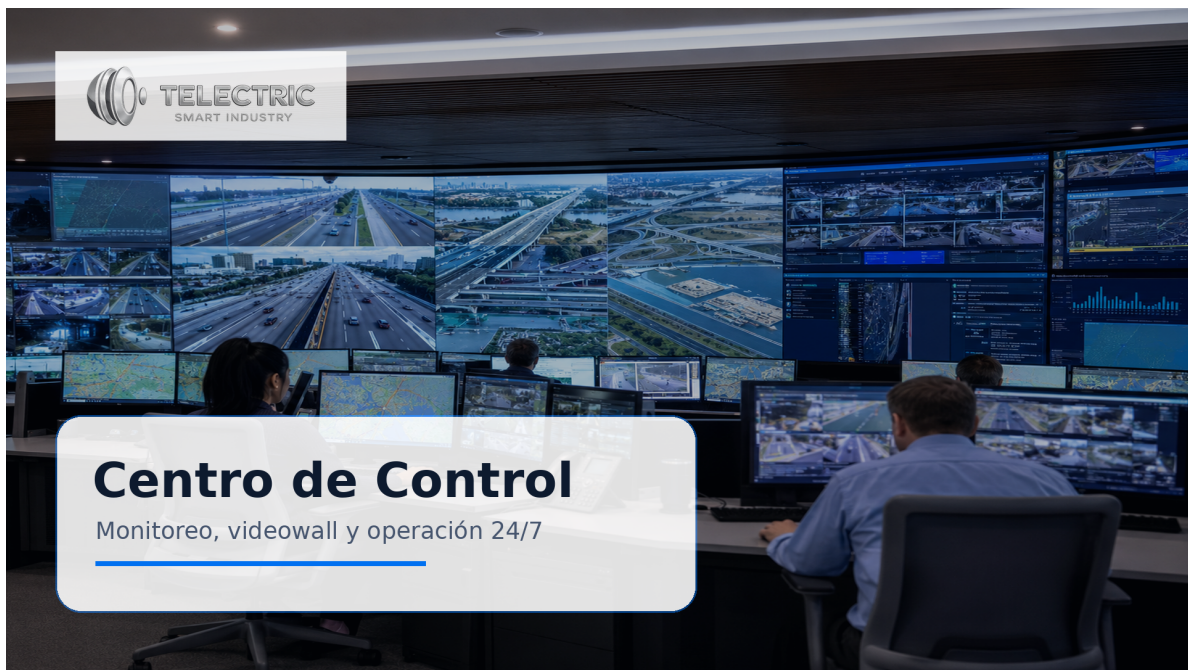 TELECTRIC
SMART INDUSTRY
Centro de Control
Monitoreo, videowall y operación 24/7